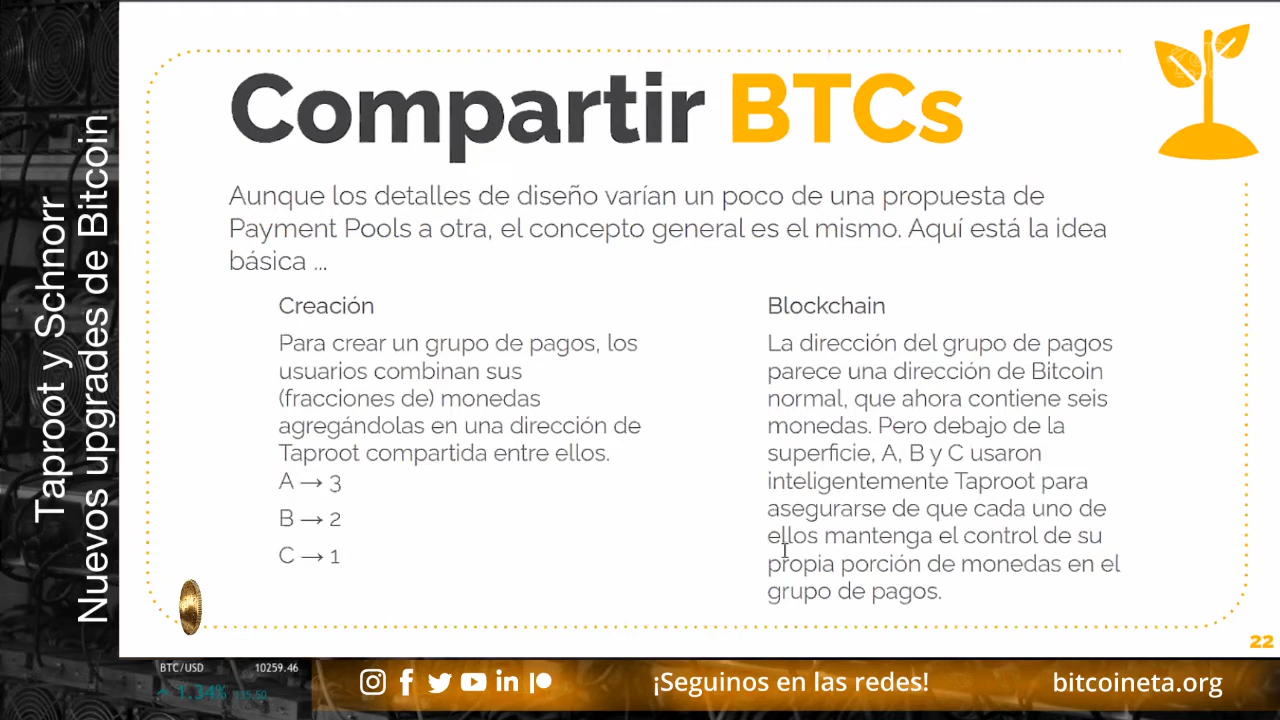 Taproot y Schnorr
Nuevos upgrades de Bitcoin
Compartir BTCs
Aunque los detalles de diseño varían un poco de una propuesta de
Payment Pools a otra, el concepto general es el mismo. Aquí está la idea
básica ...
Creación
Para crear un grupo de pagos, los
usuarios combinan sus
(fracciones de) monedas
agregándolas en una dirección de
Taproot compartida entre ellos.
A → 3
B → 2
C → 1
Blockchain
La dirección del grupo de pagos
parece una dirección de Bitcoin
normal, que ahora contiene seis
monedas. Pero debajo de la
superficie, A, B y C usaron
inteligentemente Taproot para
asegurarse de que cada uno de
ellos mantenga el control de su
propia porción de monedas en el
grupo de pagos.
22
BTC/USD 10259.46
1.34% 135.50
¡Seguinos en las redes!
bitcoineta.org